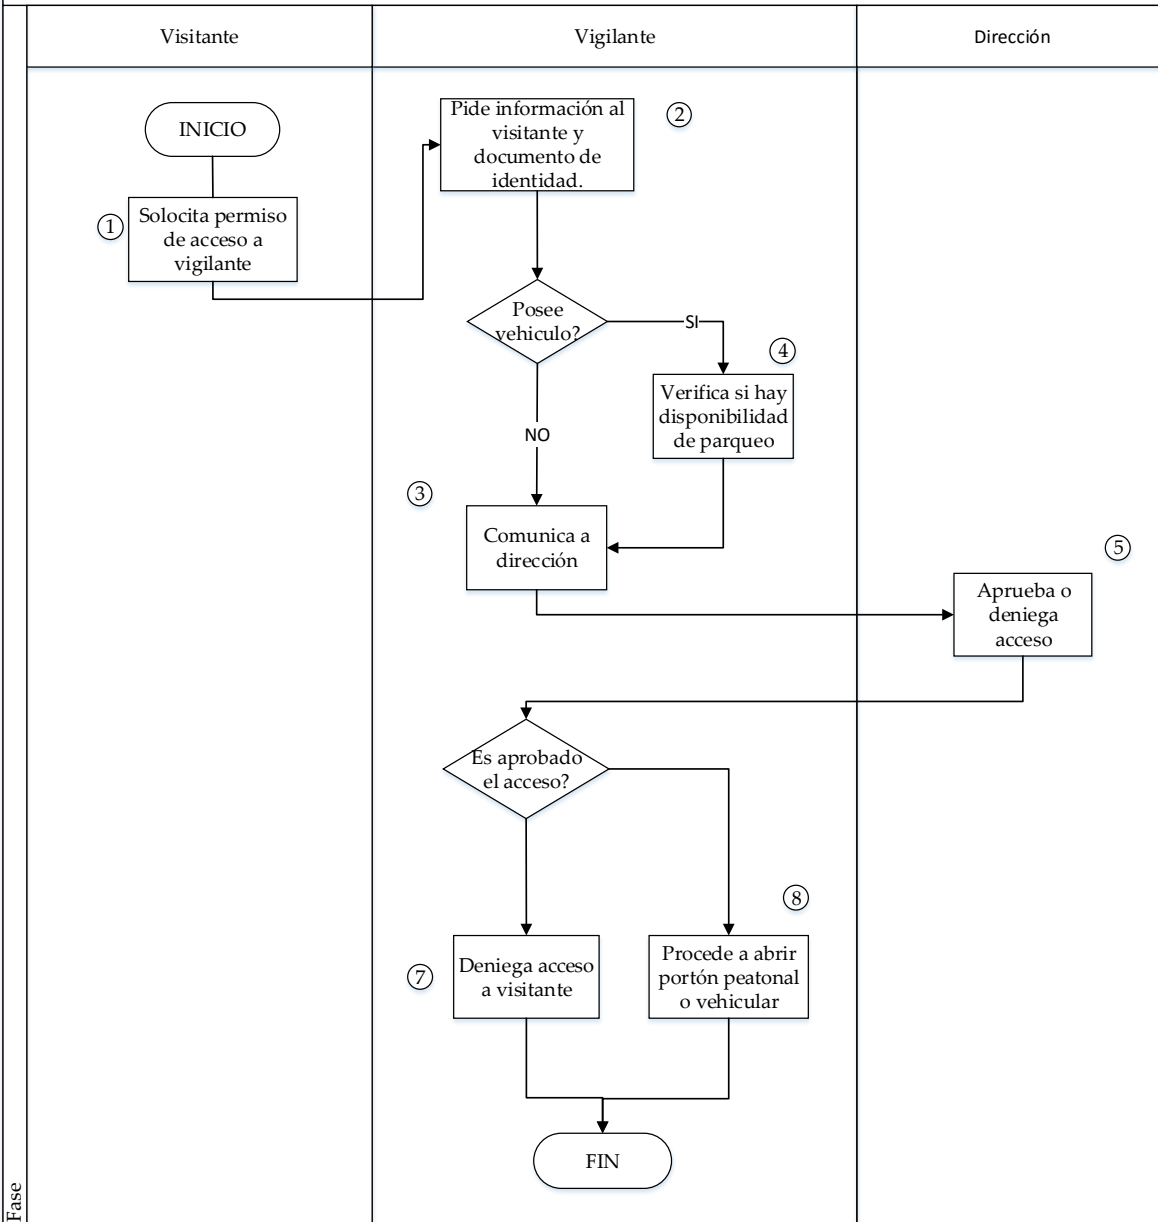 Visitante
Vigilante
Dirección
INICIO
1
Solocita permiso
de acceso a
vigilante
Pide información al
visitante y
documento de
identidad.
2
Posee
vehiculo?
SI
4
Verifica si hay
disponibilidad
de parqueo
NO
3
Comunica a
dirección
5
Aprueba o
deniega
acceso
Es aprobado
el acceso?
8
7
Deniega acceso
a visitante
Procede a abrir
portón peatonal
o vehicular
FIN
Fase